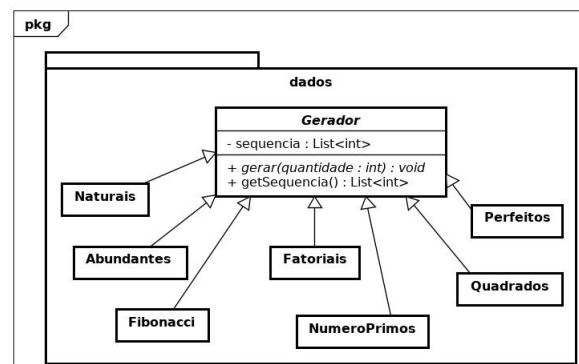 pkg
dados
Gerador
- sequencia : List<int>
+ gerar(quantidade : int) : void
+ getSequencia() : List<int>
Naturais
Perfeitos
Abundantes
Fatoriais
Quadrados
Fibonacci
NumeroPrimos